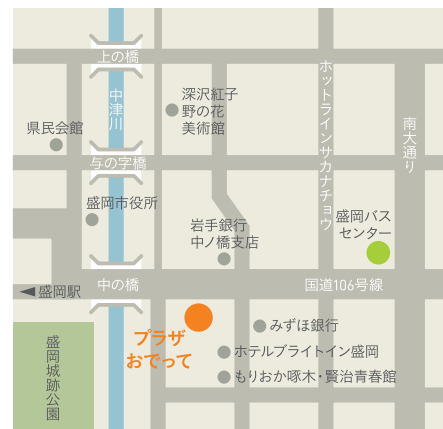 上の橋
中津川
深沢紅子
野の花
美術館
ホットラインサカナチョウ
南大通り
県民会館
与の字橋
盛岡市役所
岩手銀行
中ノ橋支店
盛岡バス
センター
盛岡駅
中の橋
国道106号線
プラザ
おでって
みずほ銀行
ホテルブライトイン盛岡
もりおか啄木・賢治青春館
盛岡城跡公園